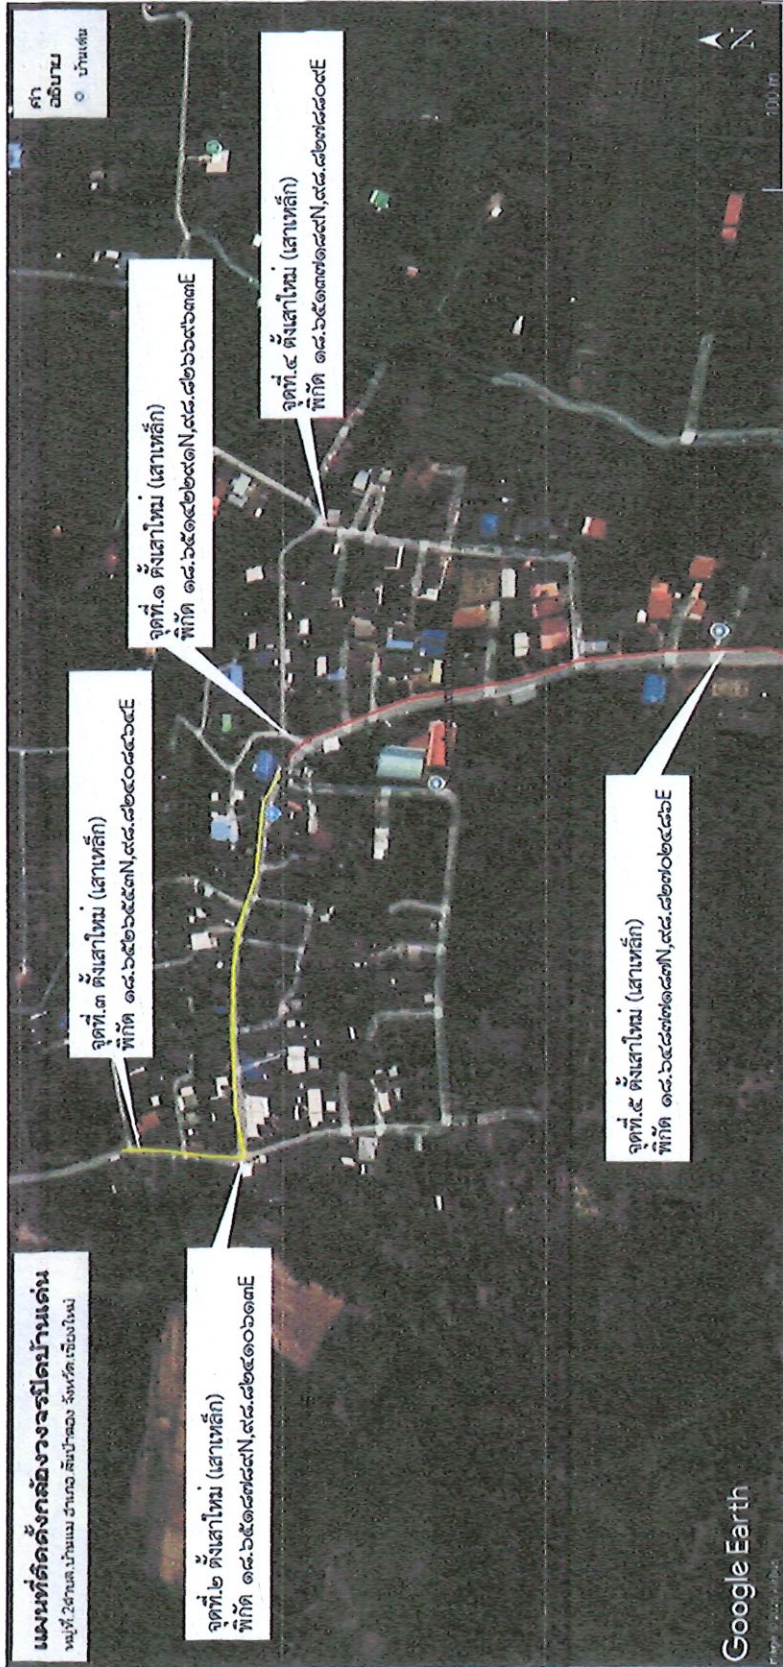 แผนที่ติดตั้งกล้องวงจรปิดบ้านเด่น
หมู่ที่.2ตำบล.บ้านแม อำเภอ.สันป่าตอง จังหวัด.เชียงใหม่
คำ
อธิบาย
บ้านเด่น
จุดที่.๓ ตั้งเสาใหม่ (เสาเหล็ก)
พิกัด ๑๘.๖๕๒๖๕๕๓N,๙๘.๘๒๔๐๘๔๖๔E
จุดที่.๑ ตั้งเสาใหม่ (เสาเหล็ก)
พิกัด ๑๘.๖๕๑๔๒๒๙๑N,๙๘.๘๒๖๖๙๖๓๓E
จุดที่.๒ ตั้งเสาใหม่ (เสาเหล็ก)
พิกัด ๑๘.๖๕๑๘๗๘๙N,๙๘.๘๒๔๑๐๖๑๓E
จุดที่.๔ ตั้งเสาใหม่ (เสาเหล็ก)
พิกัด ๑๘.๖๕๑๓๗๑๘๙N,๙๘.๘๒๗๘๘๐๙E
จุดที่.๕ ตั้งเสาใหม่ (เสาเหล็ก)
พิกัด ๑๘.๖๔๘๗๗๑๘๗N,๙๘.๘๒๗๐๒๔๘๖E
Google Earth
N
100 m